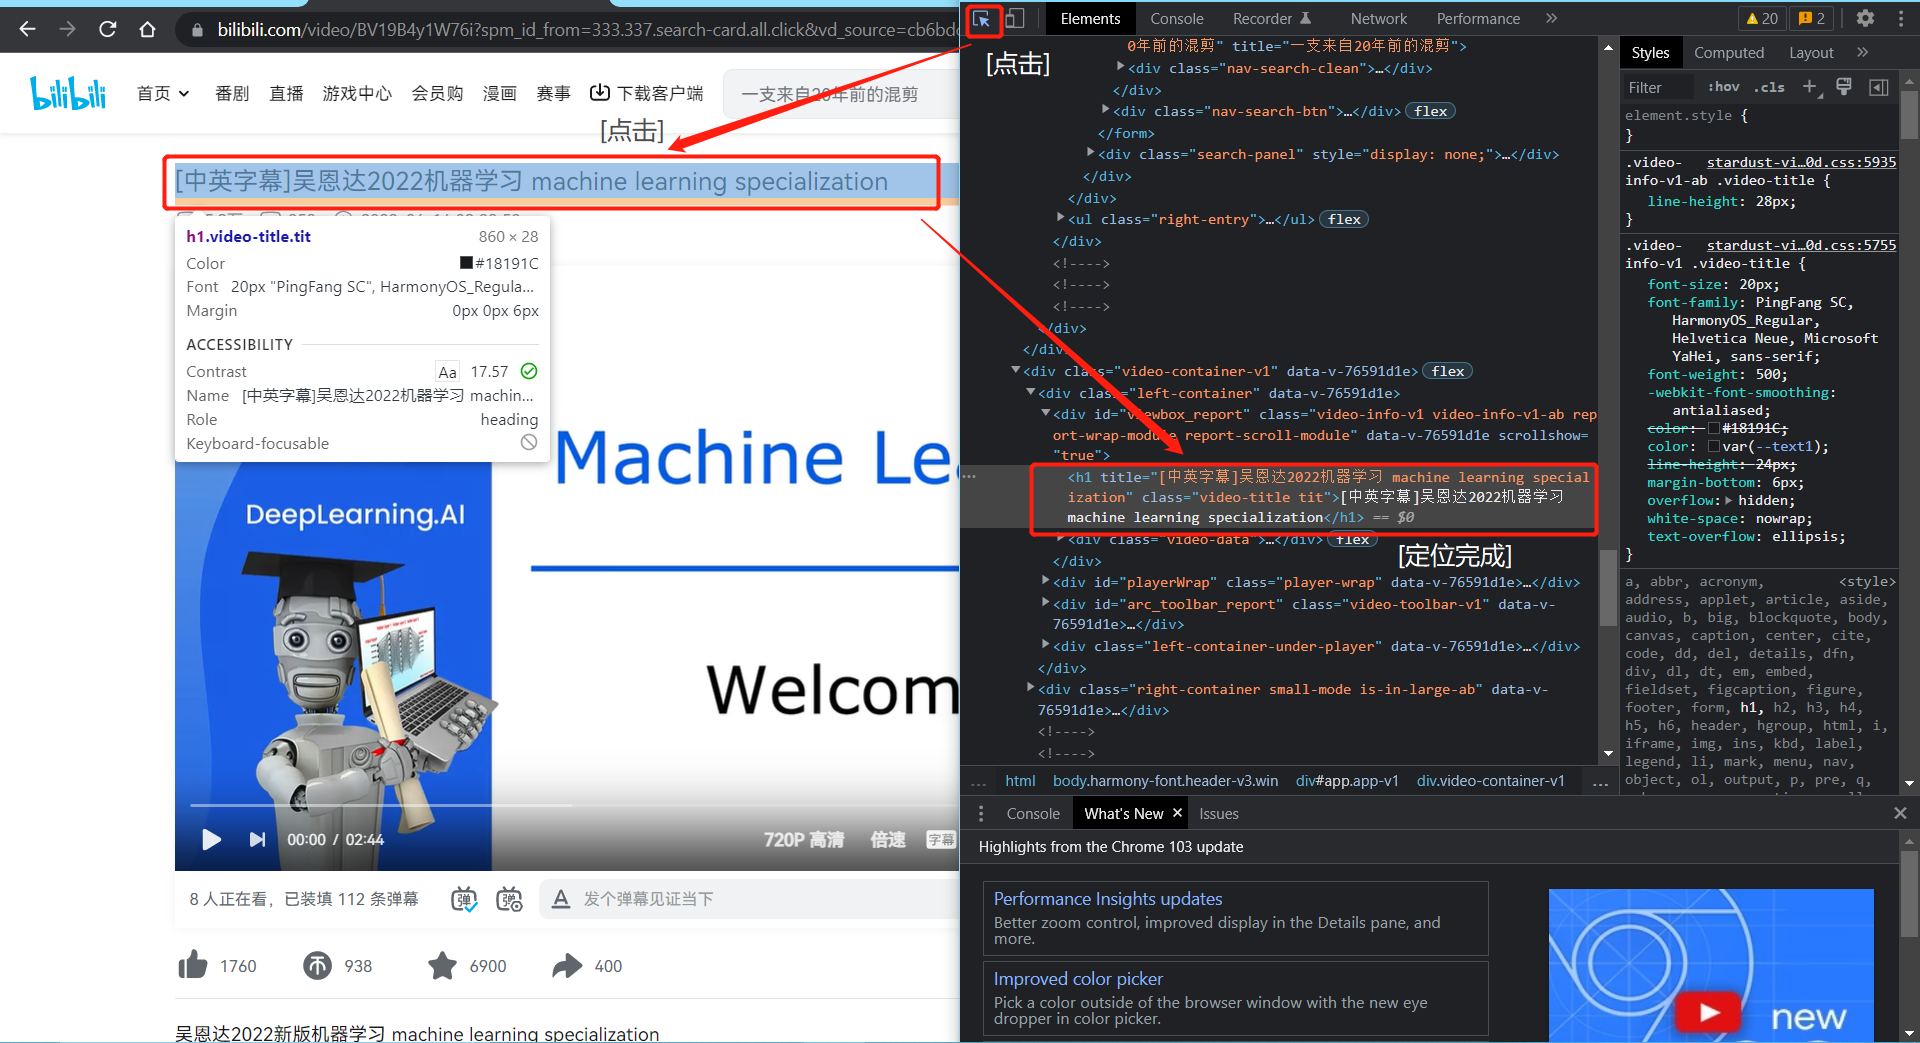 bilibili.com/video/BV19B4y1W76i?spm_id_from=333.337.search-card.all.click&vd_source=cb6bdc
bilibili 首页 番剧 直播 游戏中心 会员购 漫画 赛事 下载客户端 一支来自20年前的混剪
[点击]
[中英字幕]吴恩达2022机器学习 machine learning specialization
h1.video-title.tit 860 × 28
Color #18191C
Font 20px "PingFang SC", HarmonyOS_Regula...
Margin 0px 0px 6px
ACCESSIBILITY
Contrast Aa 17.57
Name [中英字幕]吴恩达2022机器学习 machin...
Role heading
Keyboard-focusable
Machine Le
DeepLearning.AI
Welcom
00:00 / 02:44 720P 高清 倍速 字幕
8 人正在看，已装填 112 条弹幕 弹 弹 A 发个弹幕见证当下
1760 938 6900 400
吴恩达2022新版机器学习 machine learning specialization
Elements Console Recorder Network Performance » 20 2
[点击]
0年前的混剪" title="一支来自20年前的混剪">
<div class="nav-search-clean">…</div>
</div>
<div class="nav-search-btn">…</div> flex
</form>
<div class="search-panel" style="display: none;">…</div>
</div>
</div>
<ul class="right-entry">…</ul> flex
</div>
<!---->
<!---->
<!---->
</div>
</div>
<div class="video-container-v1" data-v-76591d1e> flex
<div class="left-container" data-v-76591d1e>
<div id="viewbox_report" class="video-info-v1 video-info-v1-ab rep
ort-wrap-module report-scroll-module" data-v-76591d1e scrollshow=
"true">
<h1 title="[中英字幕]吴恩达2022机器学习 machine learning special
ization" class="video-title tit">[中英字幕]吴恩达2022机器学习
machine learning specialization</h1> == $0
<div class="video-data">…</div> flex
[定位完成]
</div>
<div id="playerWrap" class="player-wrap" data-v-76591d1e>…</div>
<div id="arc_toolbar_report" class="video-toolbar-v1" data-v-
76591d1e>…</div>
<div class="left-container-under-player" data-v-76591d1e>…</div>
</div>
<div class="right-container small-mode is-in-large-ab" data-v-
76591d1e>…</div>
<!---->
<!---->
... html body.harmony-font.header-v3.win div#app.app-v1 div.video-container-v1 ...
Styles Computed Layout »
Filter :hov .cls +
element.style {
}
.video- stardust-vi…0d.css:5935
info-v1-ab .video-title {
line-height: 28px;
}
.video- stardust-vi…0d.css:5755
info-v1 .video-title {
font-size: 20px;
font-family: PingFang SC,
HarmonyOS_Regular,
Helvetica Neue, Microsoft
YaHei, sans-serif;
font-weight: 500;
-webkit-font-smoothing:
antialiased;
color: #18191C;
color: var(--text1);
line-height: 24px;
margin-bottom: 6px;
overflow: hidden;
white-space: nowrap;
text-overflow: ellipsis;
}
a, abbr, acronym, <style>
address, applet, article, aside,
audio, b, big, blockquote, body,
canvas, caption, center, cite,
code, dd, del, details, dfn,
div, dl, dt, em, embed,
fieldset, figcaption, figure,
footer, form, h1, h2, h3, h4,
h5, h6, header, hgroup, html, i,
iframe, img, ins, kbd, label,
legend, li, mark, menu, nav,
object, ol, output, p, pre, q,
Console What's New × Issues
Highlights from the Chrome 103 update
Performance Insights updates
Better zoom control, improved display in the Details pane, and
more.
Improved color picker
Pick a color outside of the browser window with the new eye
dropper in color picker.
new